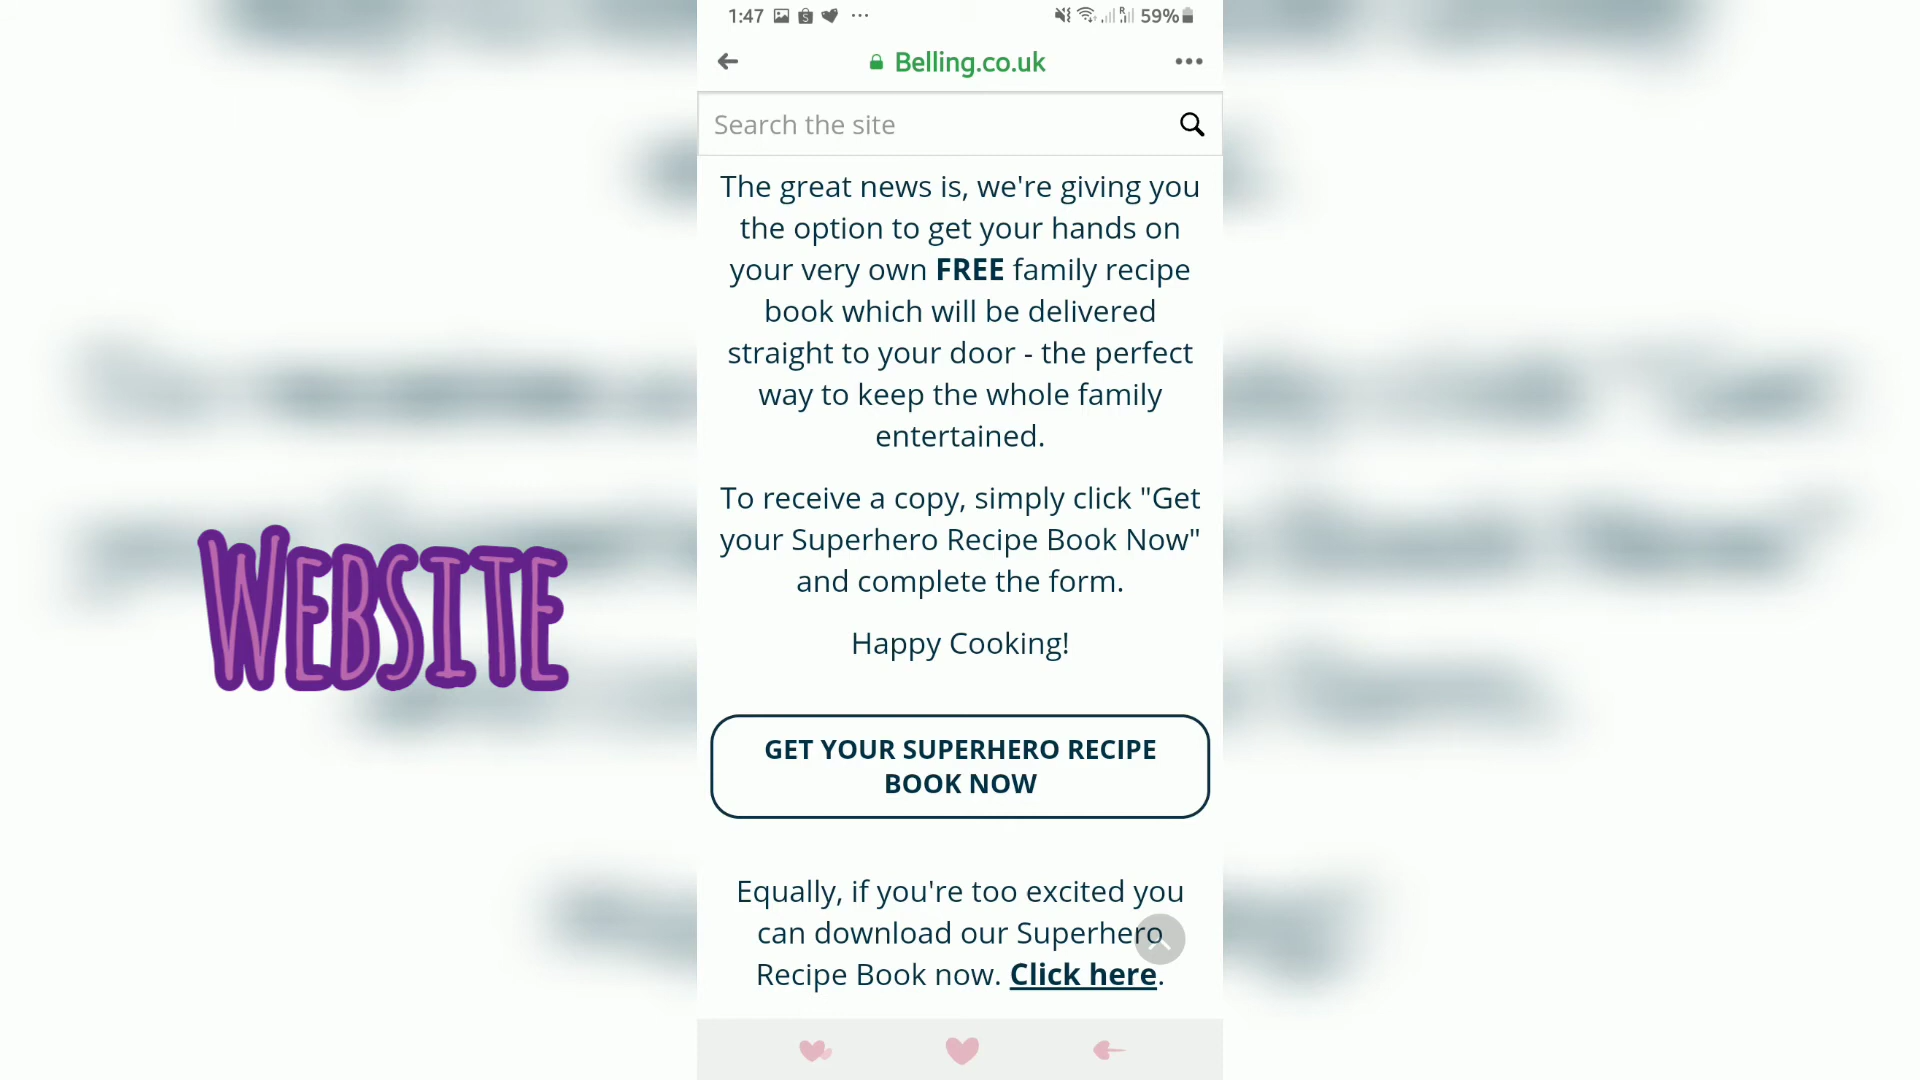 1:47
59%
Belling.co.uk
Search the site
The great news is, we're giving you
the option to get your hands on
your very own FREE family recipe
book which will be delivered
straight to your door - the perfect
way to keep the whole family
entertained.
To receive a copy, simply click "Get
your Superhero Recipe Book Now"
and complete the form.
Happy Cooking!
WEBSITE
GET YOUR SUPERHERO RECIPE
BOOK NOW
Equally, if you're too excited you
can download our Superhero
Recipe Book now. Click here.